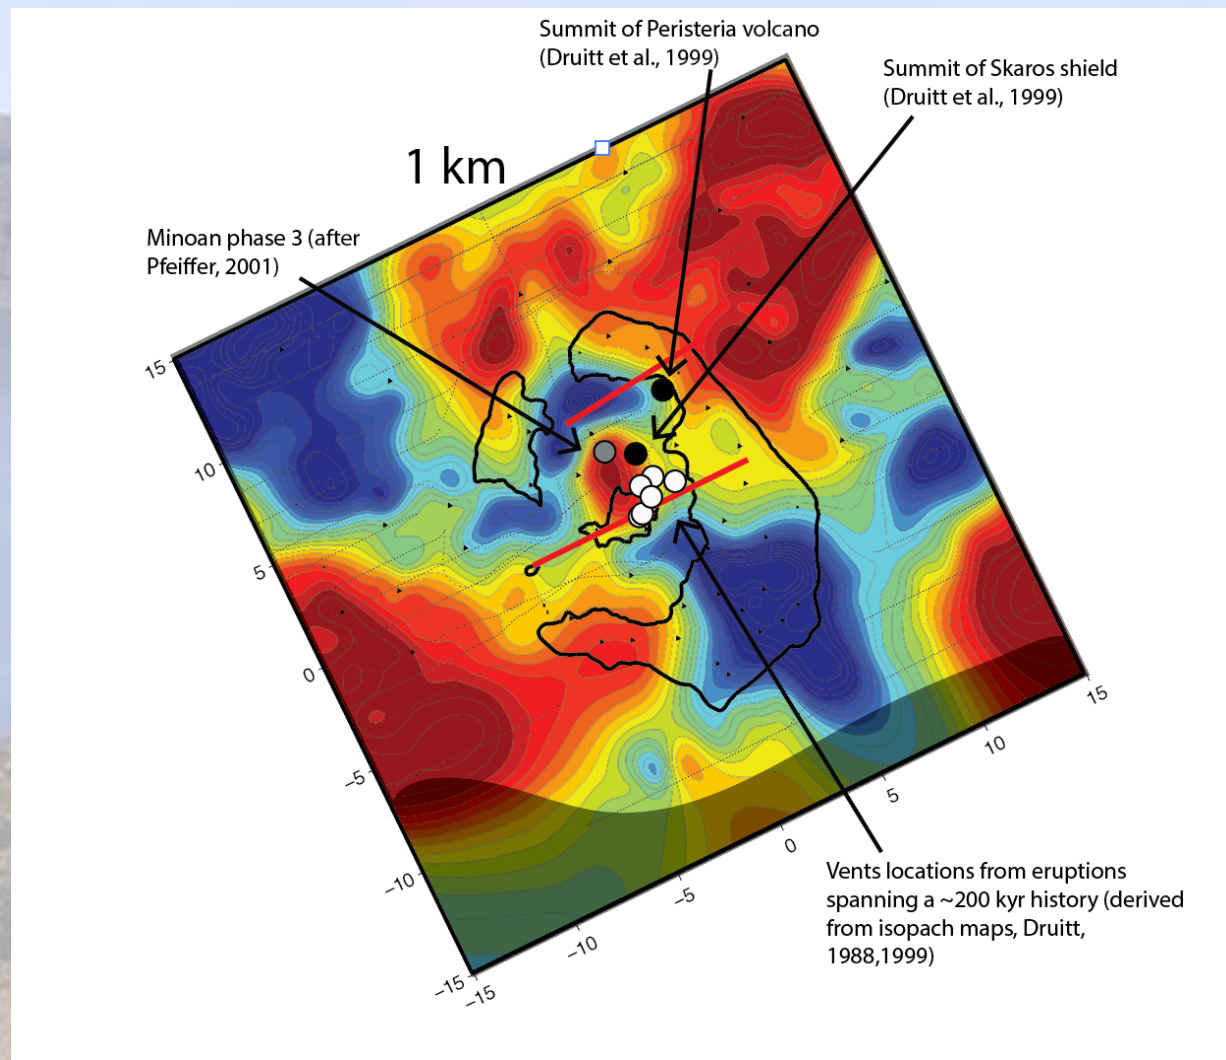 Summit of Peristeria volcano
(Druitt et al., 1999)
Summit of Skaros shield
(Druitt et al., 1999)
1 km
Minoan phase 3 (after
Pfeiffer, 2001)
15
10
5
0
−5
−10
−15
−15
−10
−5
0
5
10
15
Vents locations from eruptions
spanning a ~200 kyr history (derived
from isopach maps, Druitt,
1988,1999)